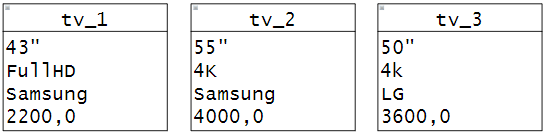 tv_1
43"
FullHD
Samsung
2200,0
tv_2
55"
4K
Samsung
4000,0
tv_3
50"
4k
LG
3600,0